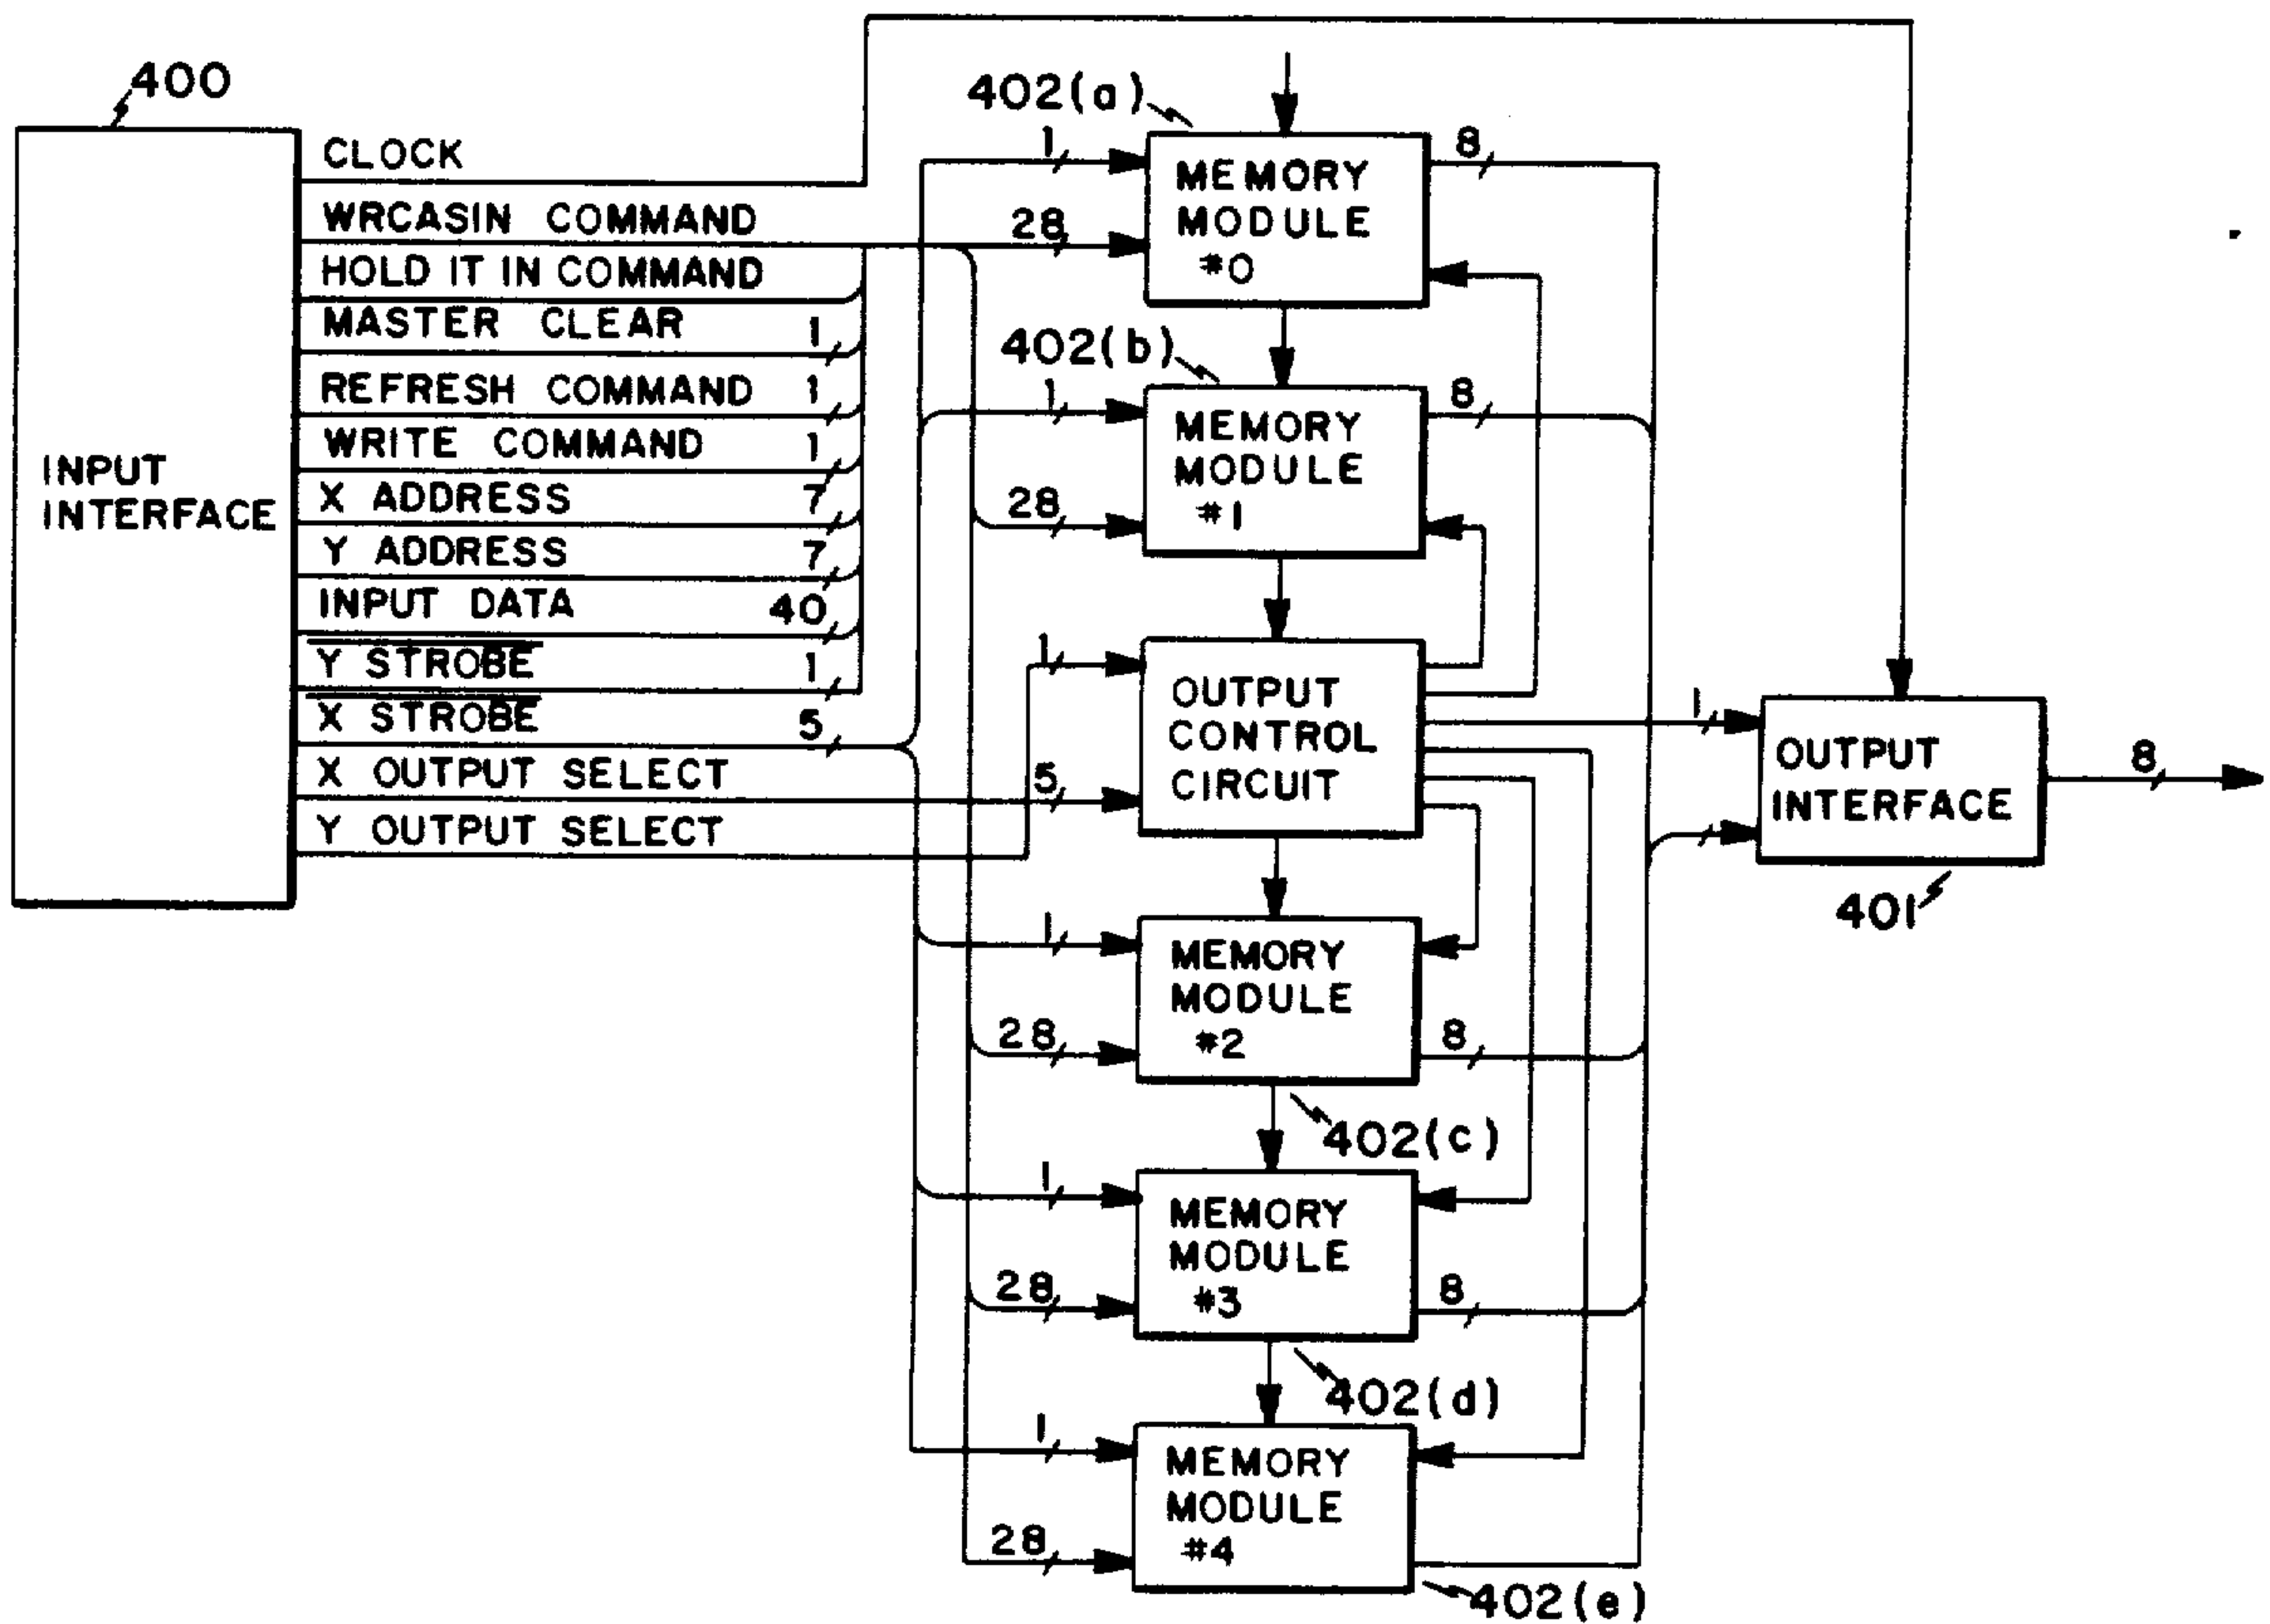 400
INPUT
INTERFACE
CLOCK
WRCASIN COMMAND
HOLD IT IN COMMAND
MASTER CLEAR 1
REFRESH COMMAND 1
WRITE COMMAND 1
X ADDRESS 7
Y ADDRESS 7
INPUT DATA 40
Y STROBE 1
X STROBE 5
X OUTPUT SELECT
Y OUTPUT SELECT
402(a)
1
28
MEMORY
MODULE
#0
8
402(b)
1
28
MEMORY
MODULE
#1
8
1
5
OUTPUT
CONTROL
CIRCUIT
1
OUTPUT
INTERFACE
8
401
1
28
MEMORY
MODULE
#2
8
402(c)
1
28
MEMORY
MODULE
#3
8
402(d)
1
28
MEMORY
MODULE
#4
402(e)